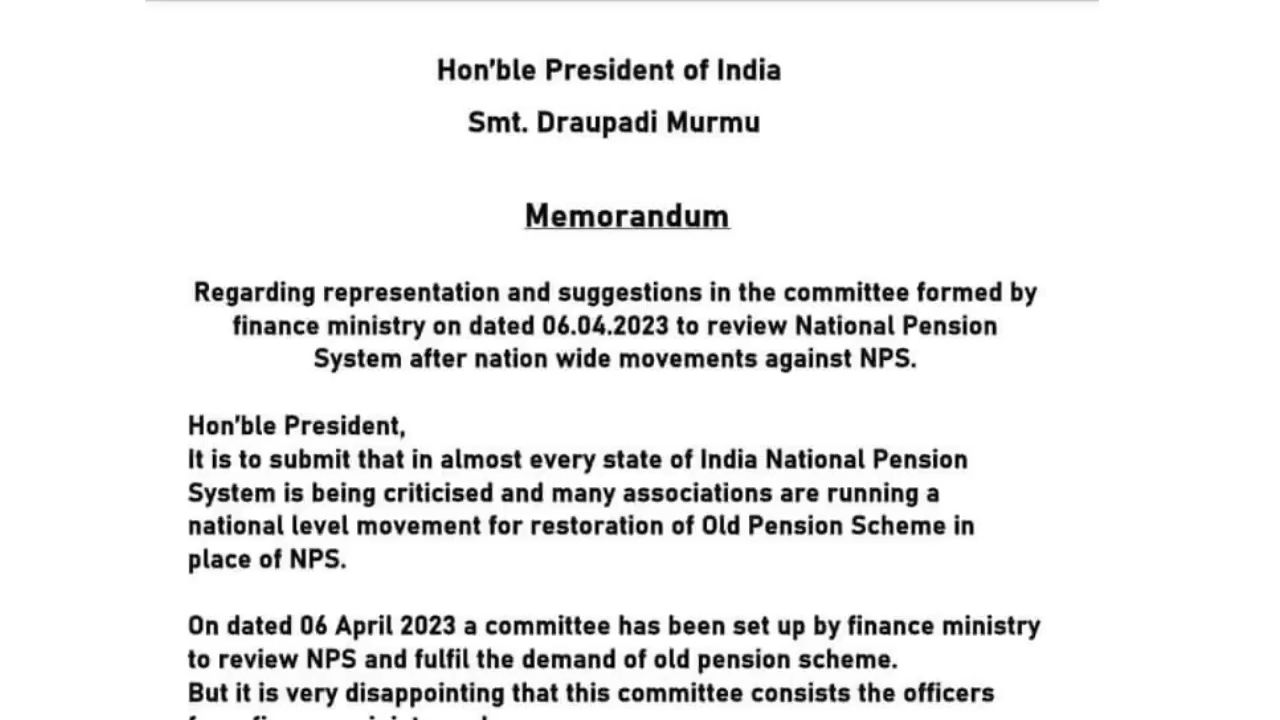 Hon'ble President of India
Smt. Draupadi Murmu
Memorandum
Regarding representation and suggestions in the committee formed by
finance ministry on dated 06.04.2023 to review National Pension
System after nation wide movements against NPS.
Hon'ble President,
It is to submit that in almost every state of India National Pension
System is being criticised and many associations are running a
national level movement for restoration of Old Pension Scheme in
place of NPS.
On dated 06 April 2023 a committee has been set up by finance ministry
to review NPS and fulfil the demand of old pension scheme.
But it is very disappointing that this committee consists the officers